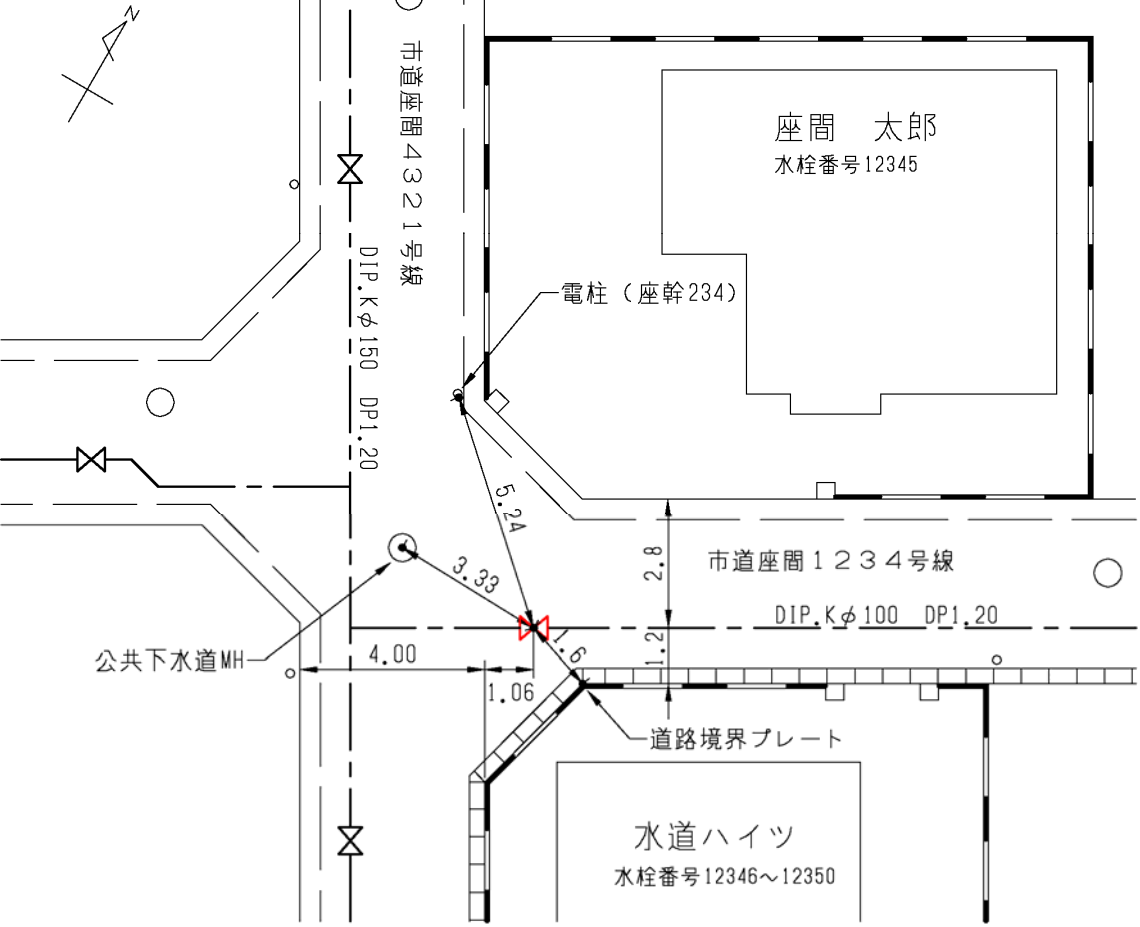 N
市道座間4321号線
座間　太郎
水栓番号12345
DIP.Kφ150 DP1.20
電柱（座幹234）
5.24
3.33
2.8
市道座間1234号線
DIP.Kφ100 DP1.20
1.2
1.6
公共下水道MH
4.00
1.06
道路境界プレート
水道ハイツ
水栓番号12346～12350